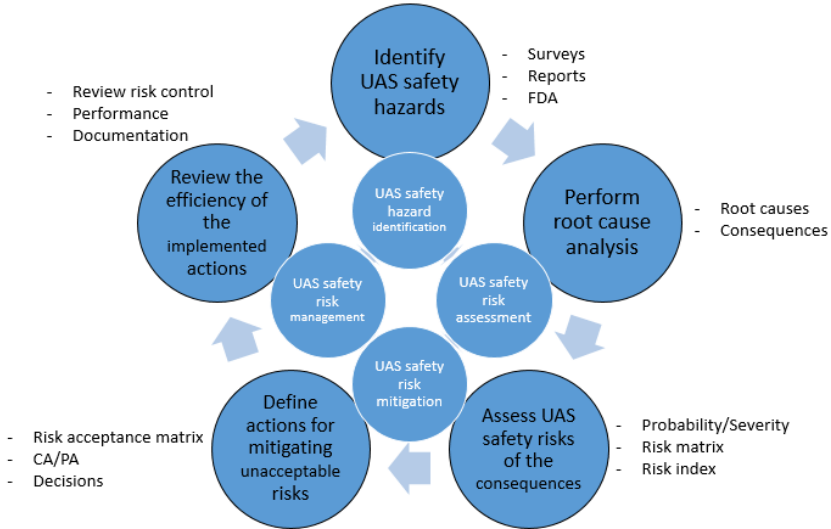 Identify
UAS safety
hazards
- Surveys
- Reports
- FDA
Perform
root cause
analysis
- Root causes
- Consequences
Assess UAS
safety risks
of the
consequences
- Probability/Severity
- Risk matrix
- Risk index
Define
actions for
mitigating
unacceptable
risks
- Risk acceptance matrix
- CA/PA
- Decisions
Review the
efficiency of
the
implemented
actions
- Review risk control
- Performance
- Documentation
UAS safety
hazard
identification
UAS safety
risk
assessment
UAS safety
risk
mitigation
UAS safety
risk
management